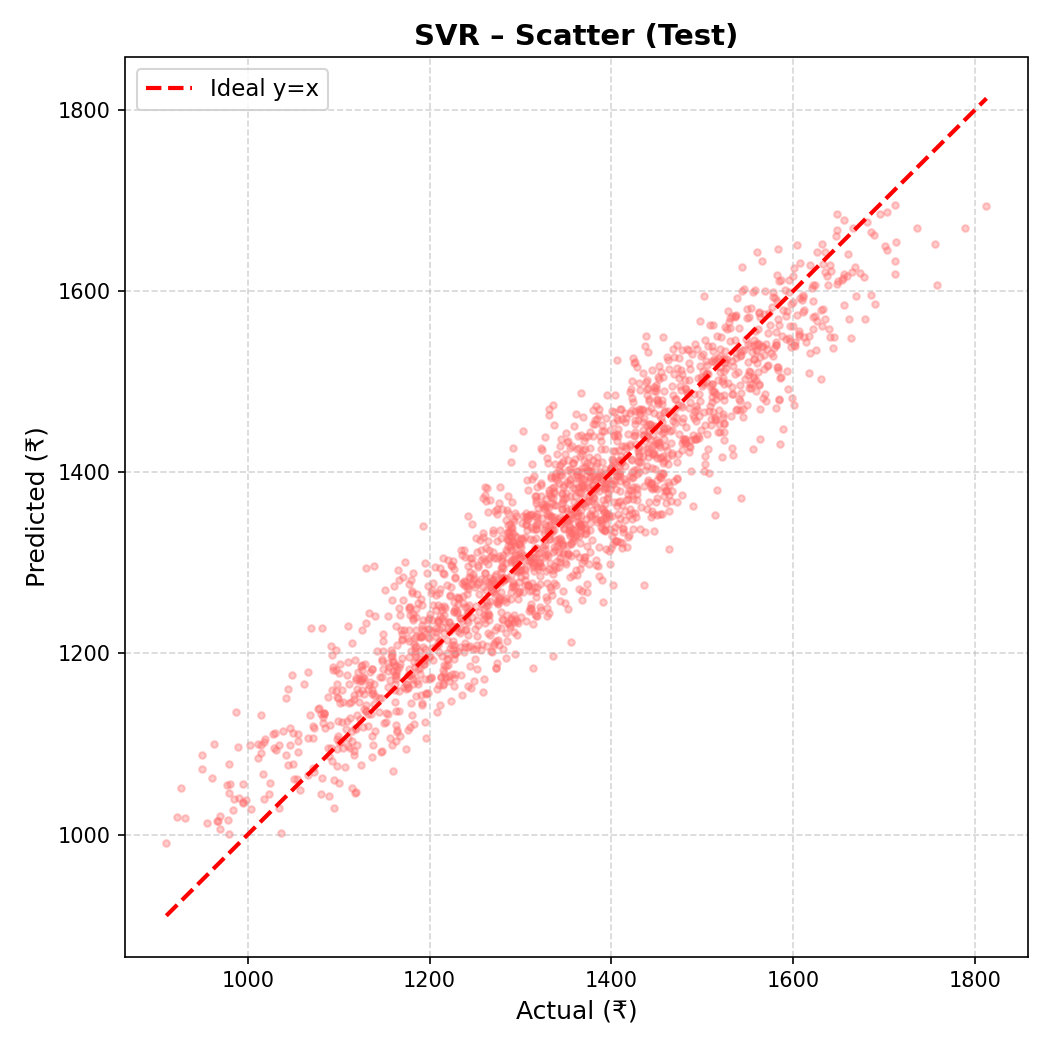 SVR – Scatter (Test)
Ideal y=x
1800
1600
1400
1200
1000
Predicted (₹)
1000 1200 1400 1600 1800
Actual (₹)